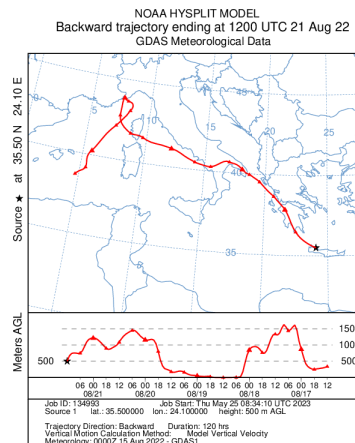 NOAA HYSPLIT MODEL
Backward trajectory ending at 1200 UTC 21 Aug 22
GDAS Meteorological Data
Source ★ at 35.50 N 24.10 E
0 5 10 15 20 25
40
35
Meters AGL
500
1500
1000
500
06 00 18 12 06 00 18 12 06 00 18 12 06 00 18 12 06 00 18 12
08/21 08/20 08/19 08/18 08/17
Job ID: 134993 Job Start: Thu May 25 08:34:10 UTC 2023
Source 1 lat.: 35.500000 lon.: 24.100000 height: 500 m AGL
Trajectory Direction: Backward Duration: 120 hrs
Vertical Motion Calculation Method: Model Vertical Velocity
Meteorology: 0000Z 15 Aug 2022 - GDAS1